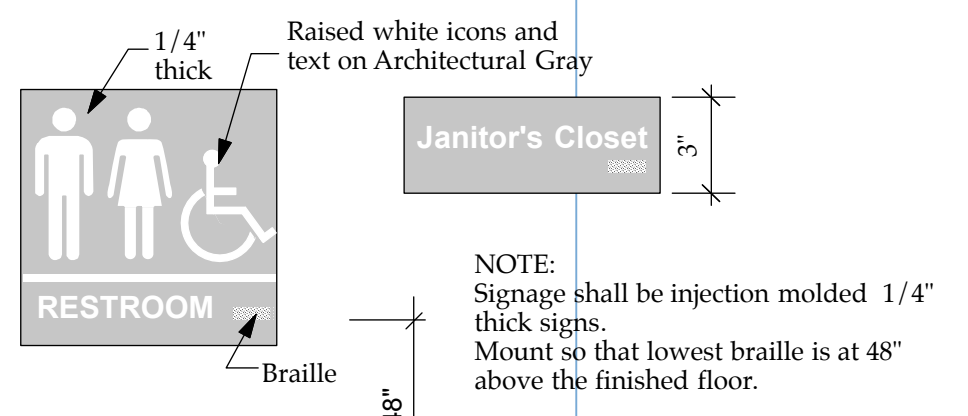 1/4"
thick
Raised white icons and
text on Architectural Gray
RESTROOM
Braille
Janitor's Closet
3"
48"
NOTE:
Signage shall be injection molded 1/4"
thick signs.
Mount so that lowest braille is at 48"
above the finished floor.